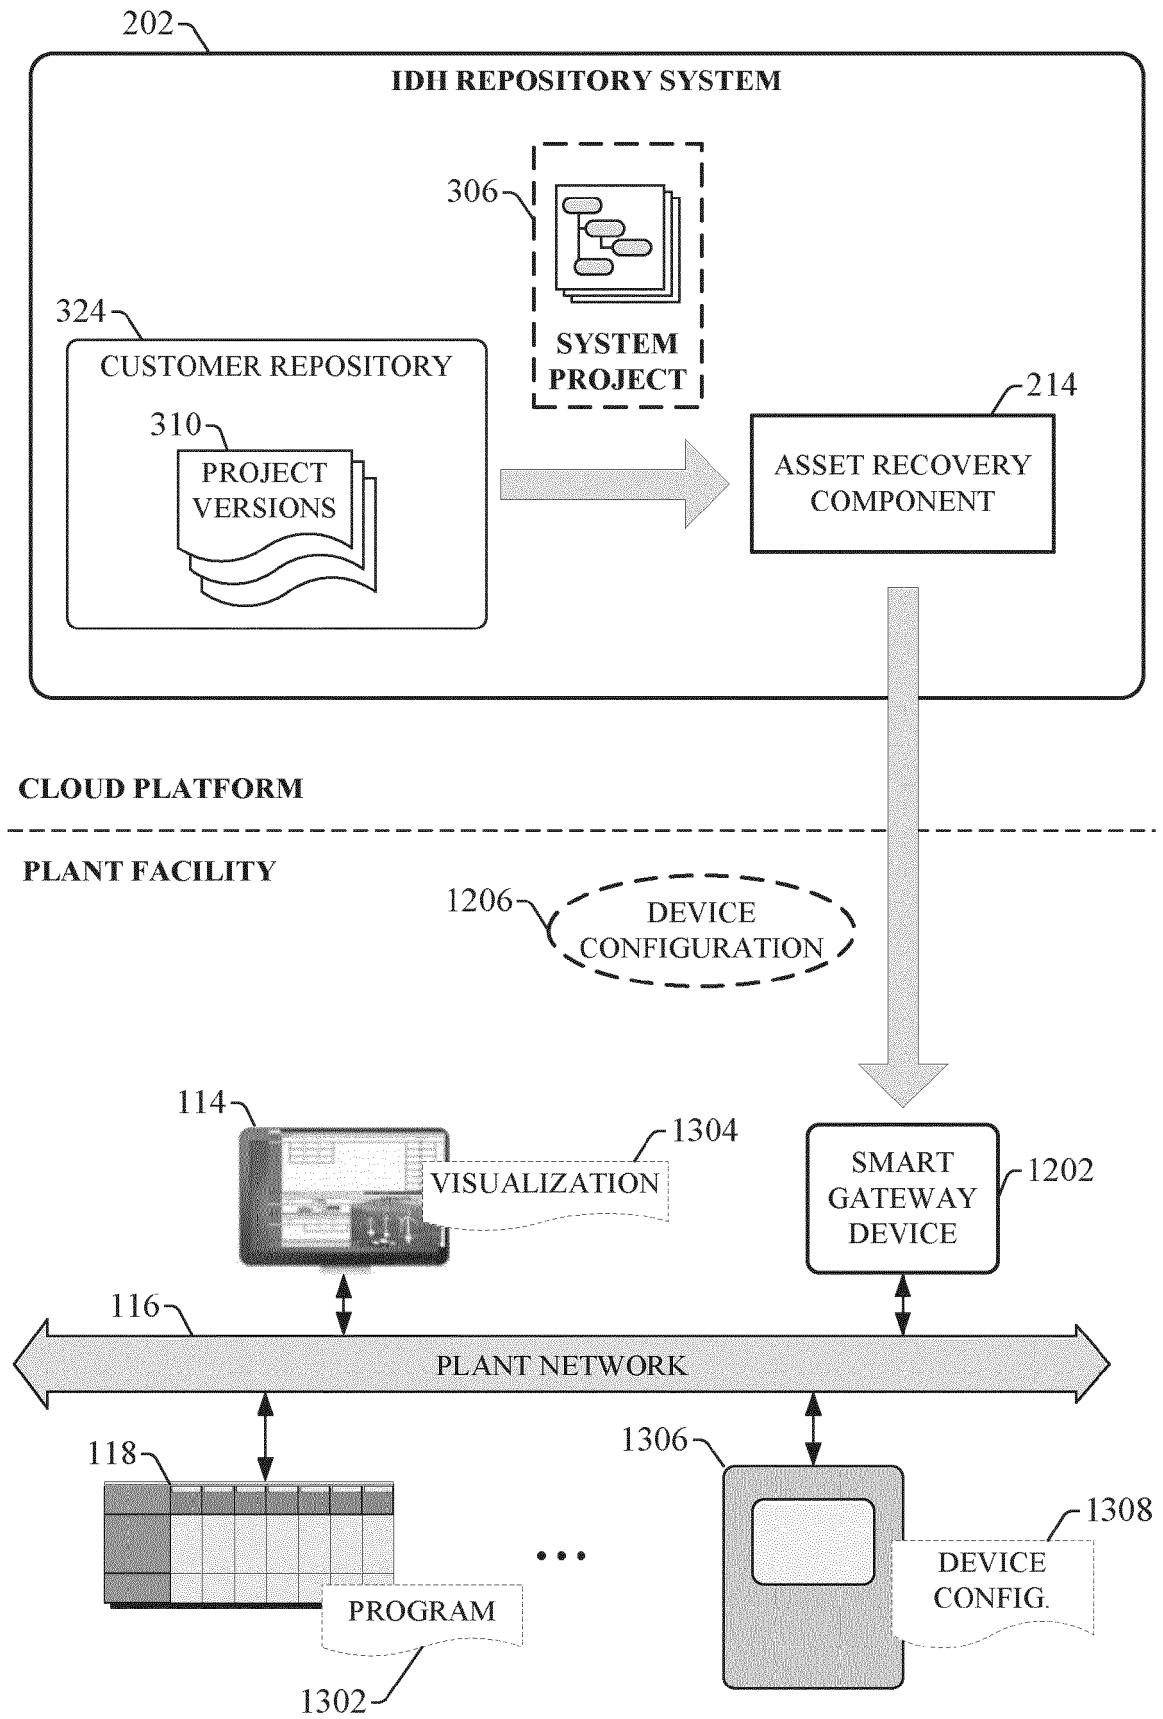 202
IDH REPOSITORY SYSTEM
306
SYSTEM
PROJECT
324
CUSTOMER REPOSITORY
310
PROJECT
VERSIONS
214
ASSET RECOVERY
COMPONENT
CLOUD PLATFORM
PLANT FACILITY
1206
DEVICE
CONFIGURATION
114
1304
VISUALIZATION
SMART
GATEWAY
DEVICE
1202
116
PLANT NETWORK
118
1306
1308
DEVICE
CONFIG.
...
PROGRAM
1302